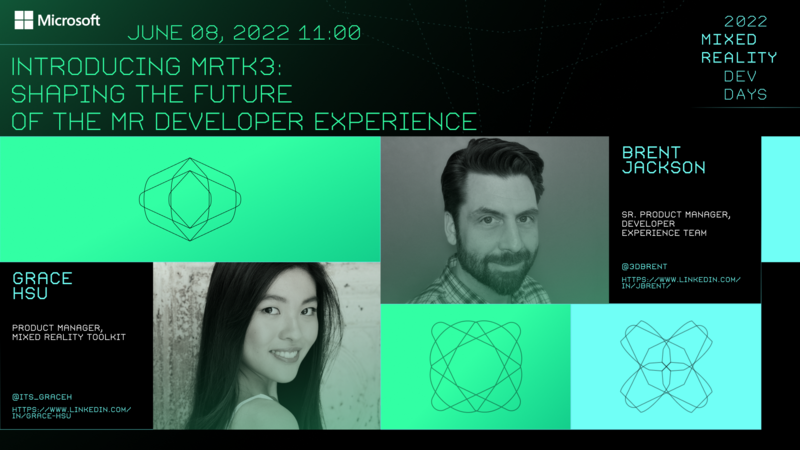 Microsoft
JUNE 08, 2022 11:00
INTRODUCING MRTK3:
SHAPING THE FUTURE
OF THE MR DEVELOPER EXPERIENCE
2022
MIXED
REALITY
DEV
DAYS
BRENT
JACKSON
SR. PRODUCT MANAGER,
DEVELOPER
EXPERIENCE TEAM
@3DBRENT
HTTPS://WWW.LINKEDIN.COM/
IN/JBRENT/
GRACE
HSU
PRODUCT MANAGER,
MIXED REALITY TOOLKIT
@ITS_GRACEH
HTTPS://WWW.LINKEDIN.COM/
IN/GRACE-HSU